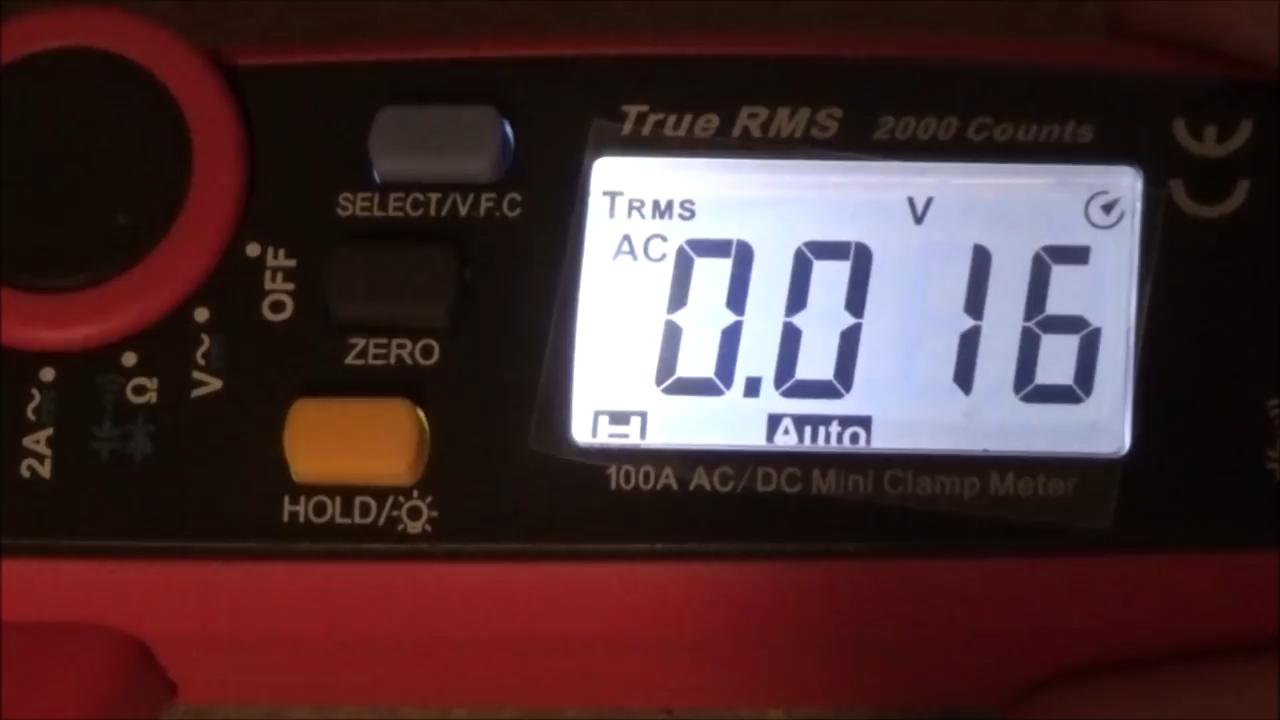 True RMS 2000 Counts
SELECT/V.F.C
TRMS V
AC 0.016
H Auto
OFF
ZERO
V~
Ω
2A~
HOLD/
100A AC/DC Mini Clamp Meter
CE